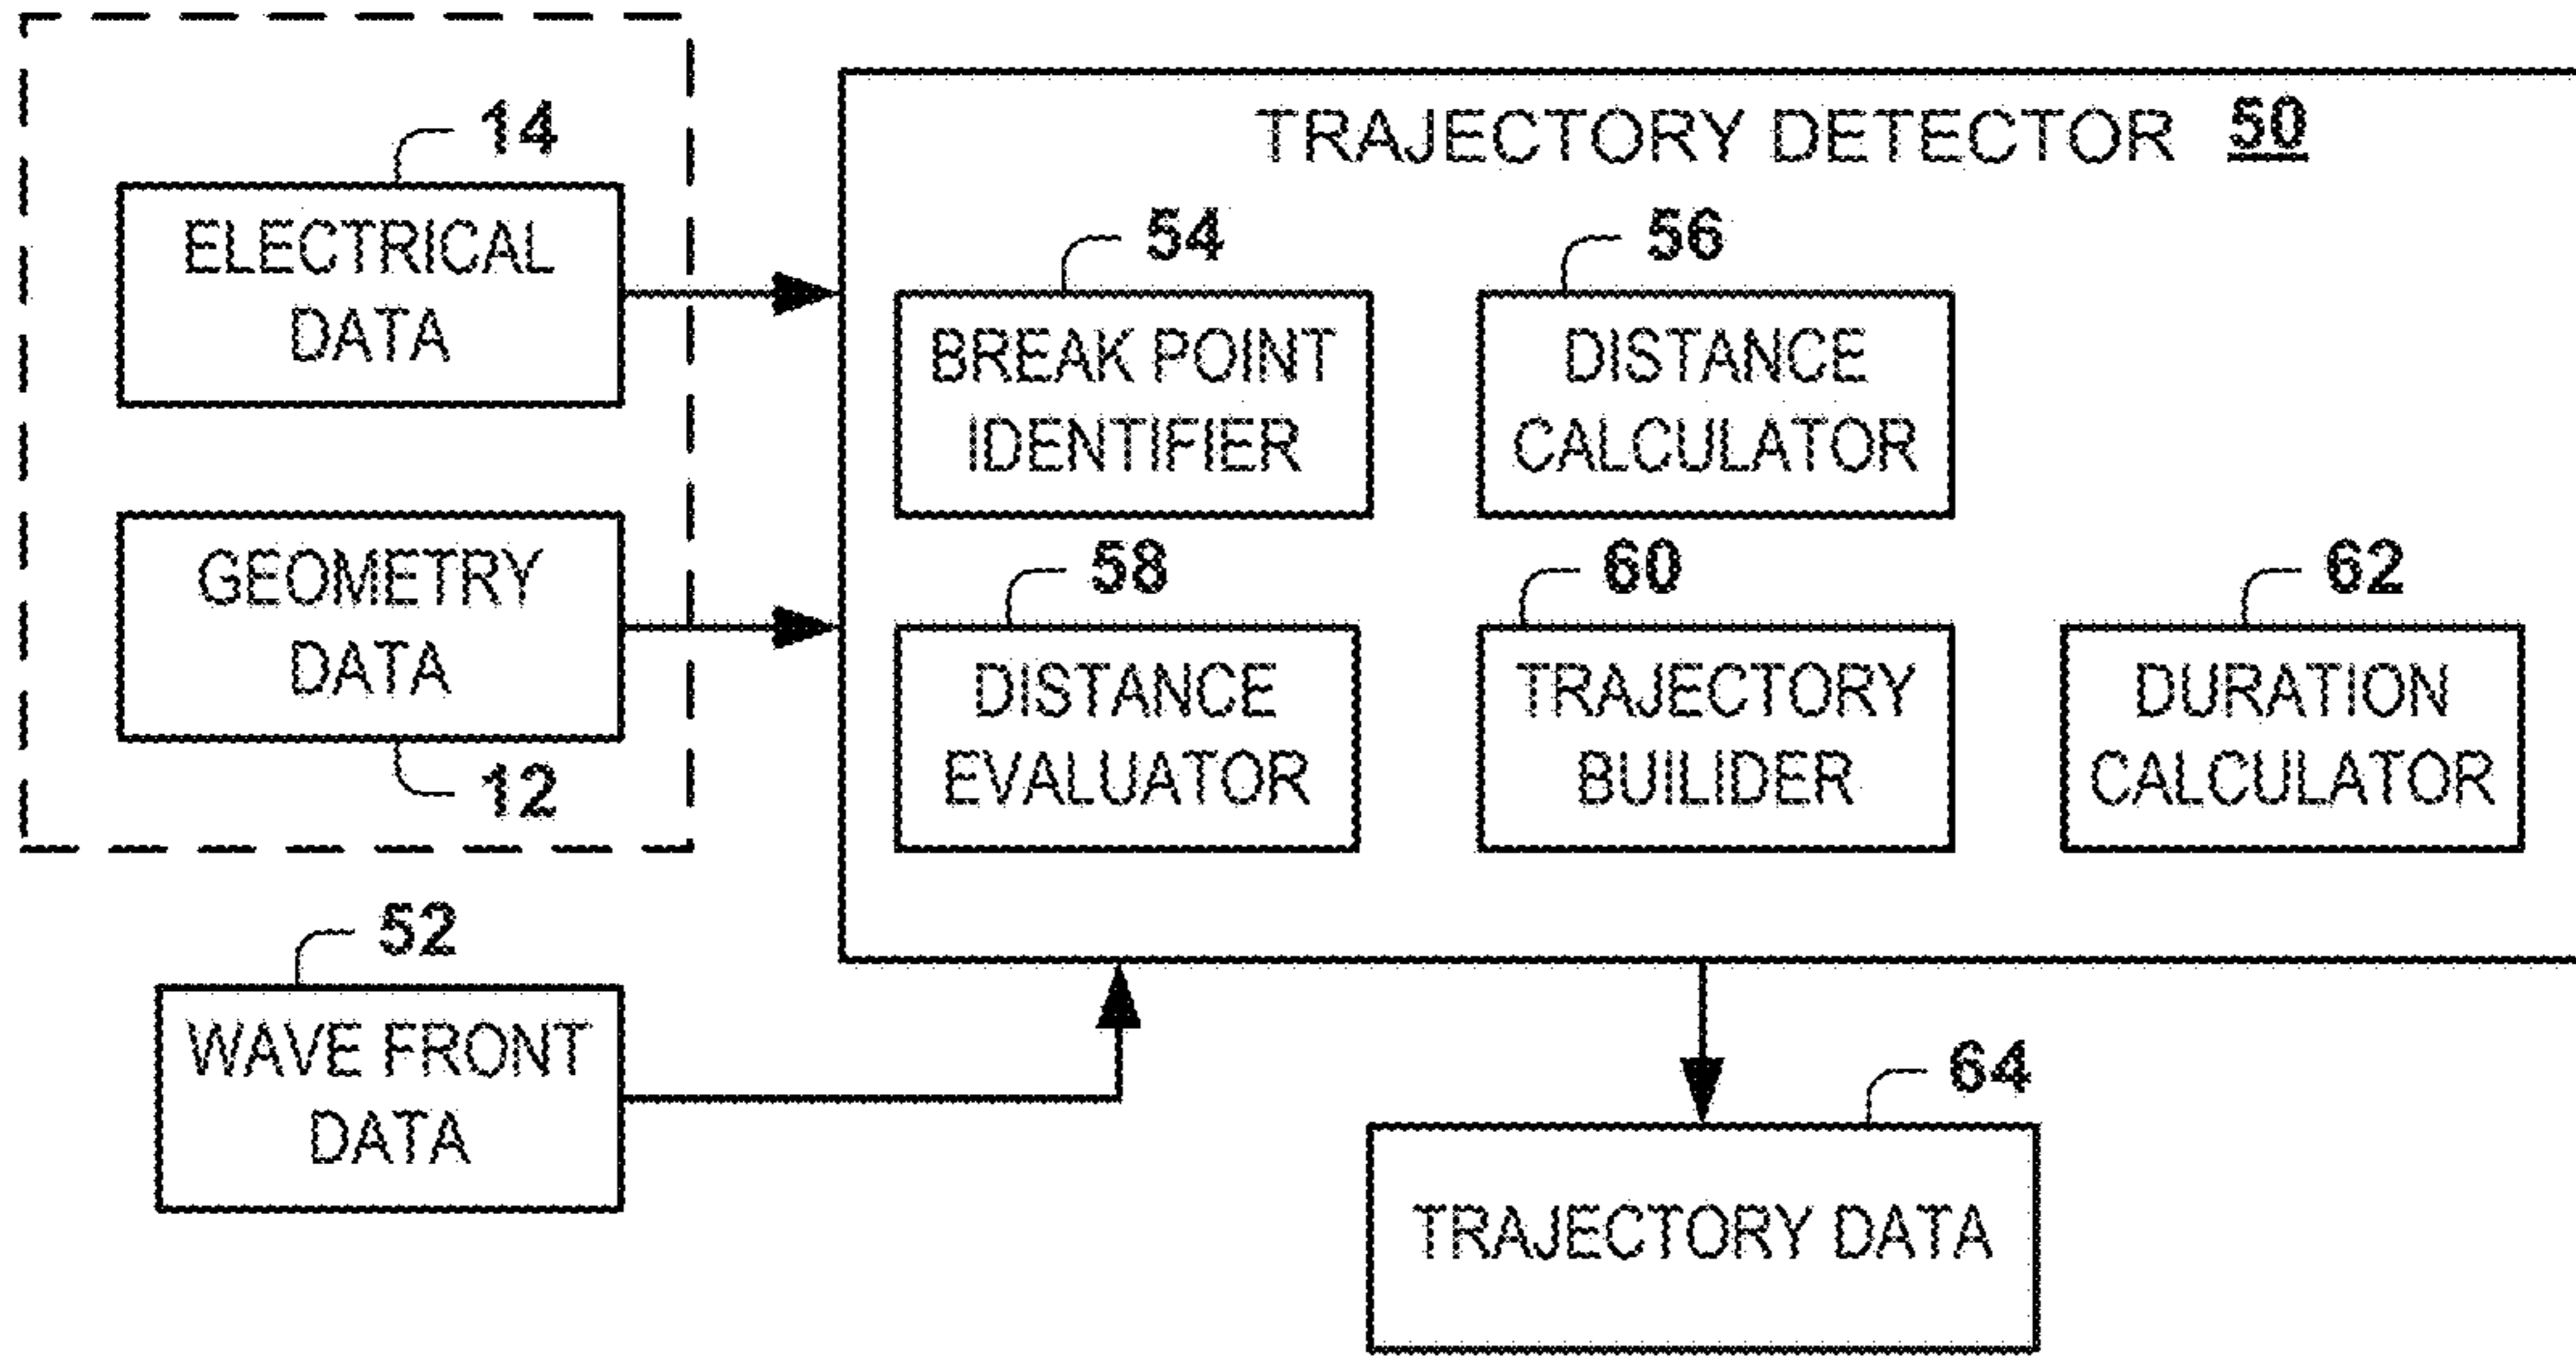 14
ELECTRICAL
DATA
GEOMETRY
DATA
12
52
WAVE FRONT
DATA
TRAJECTORY DETECTOR 50
54
BREAK POINT
IDENTIFIER
56
DISTANCE
CALCULATOR
58
DISTANCE
EVALUATOR
60
TRAJECTORY
BUILIDER
62
DURATION
CALCULATOR
64
TRAJECTORY DATA